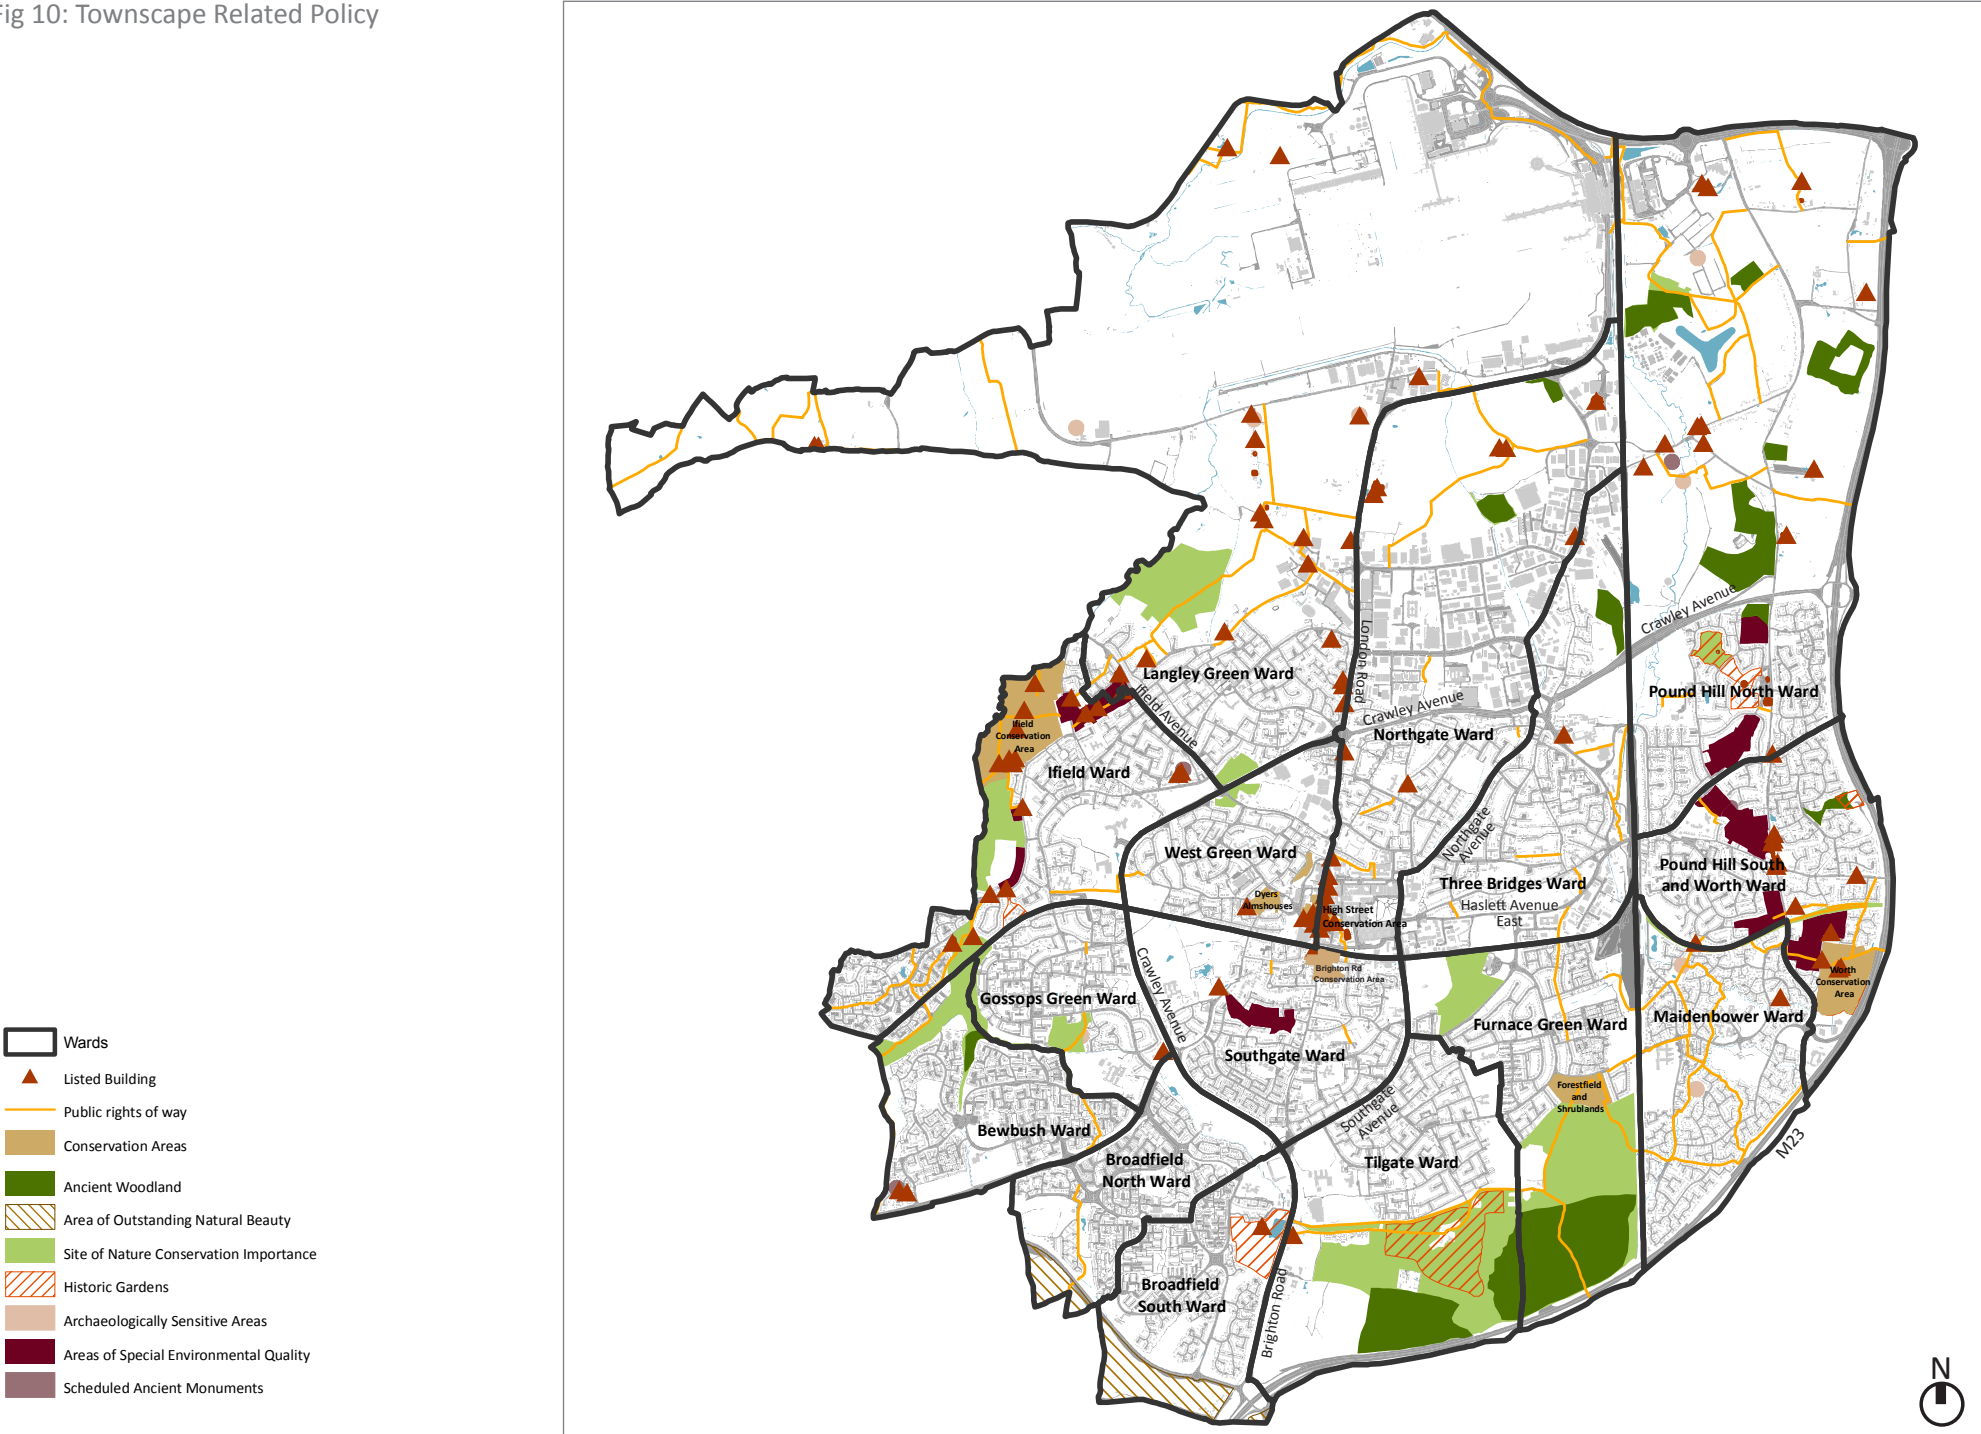 Fig 10: Townscape Related Policy
Wards
Listed Building
Public rights of way
Conservation Areas
Ancient Woodland
Area of Outstanding Natural Beauty
Site of Nature Conservation Importance
Historic Gardens
Archaeologically Sensitive Areas
Areas of Special Environmental Quality
Scheduled Ancient Monuments
Crawley Avenue
London Road
Langley Green Ward
Ifield Avenue
Pound Hill North Ward
Crawley Avenue
Northgate Ward
Ifield
Conservation
Area
Ifield Ward
Northgate
Avenue
West Green Ward
Three Bridges Ward
Pound Hill South
and Worth Ward
Dyers
Almshouses
High Street
Conservation Area
Haslett Avenue
East
Crawley Avenue
Brighton Rd
Conservation Area
Worth
Conservation
Area
Gossops Green Ward
Furnace Green Ward
Maidenbower Ward
Southgate Ward
Forestfield
and
Shrublands
Southgate
Avenue
Bewbush Ward
Broadfield
North Ward
Tilgate Ward
M23
Broadfield
South Ward
Brighton Road
N